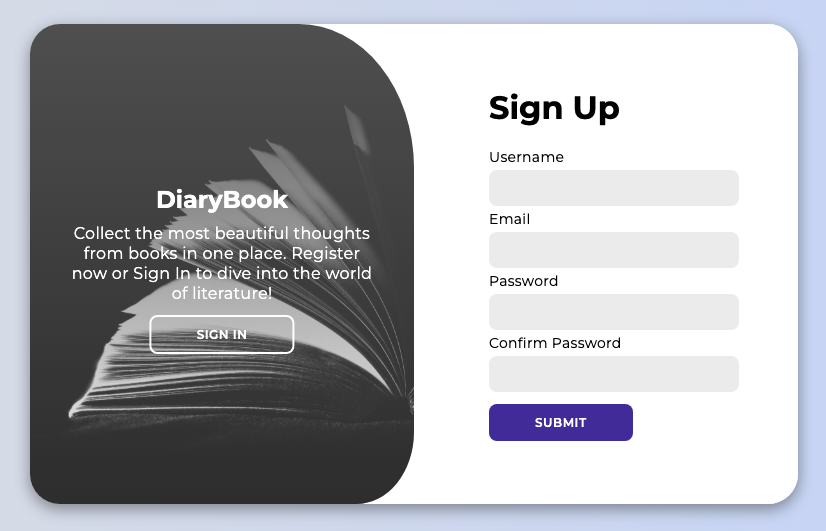 DiaryBook
Collect the most beautiful thoughts
from books in one place. Register
now or Sign In to dive into the world
of literature!
SIGN IN
Sign Up
Username
Email
Password
Confirm Password
SUBMIT